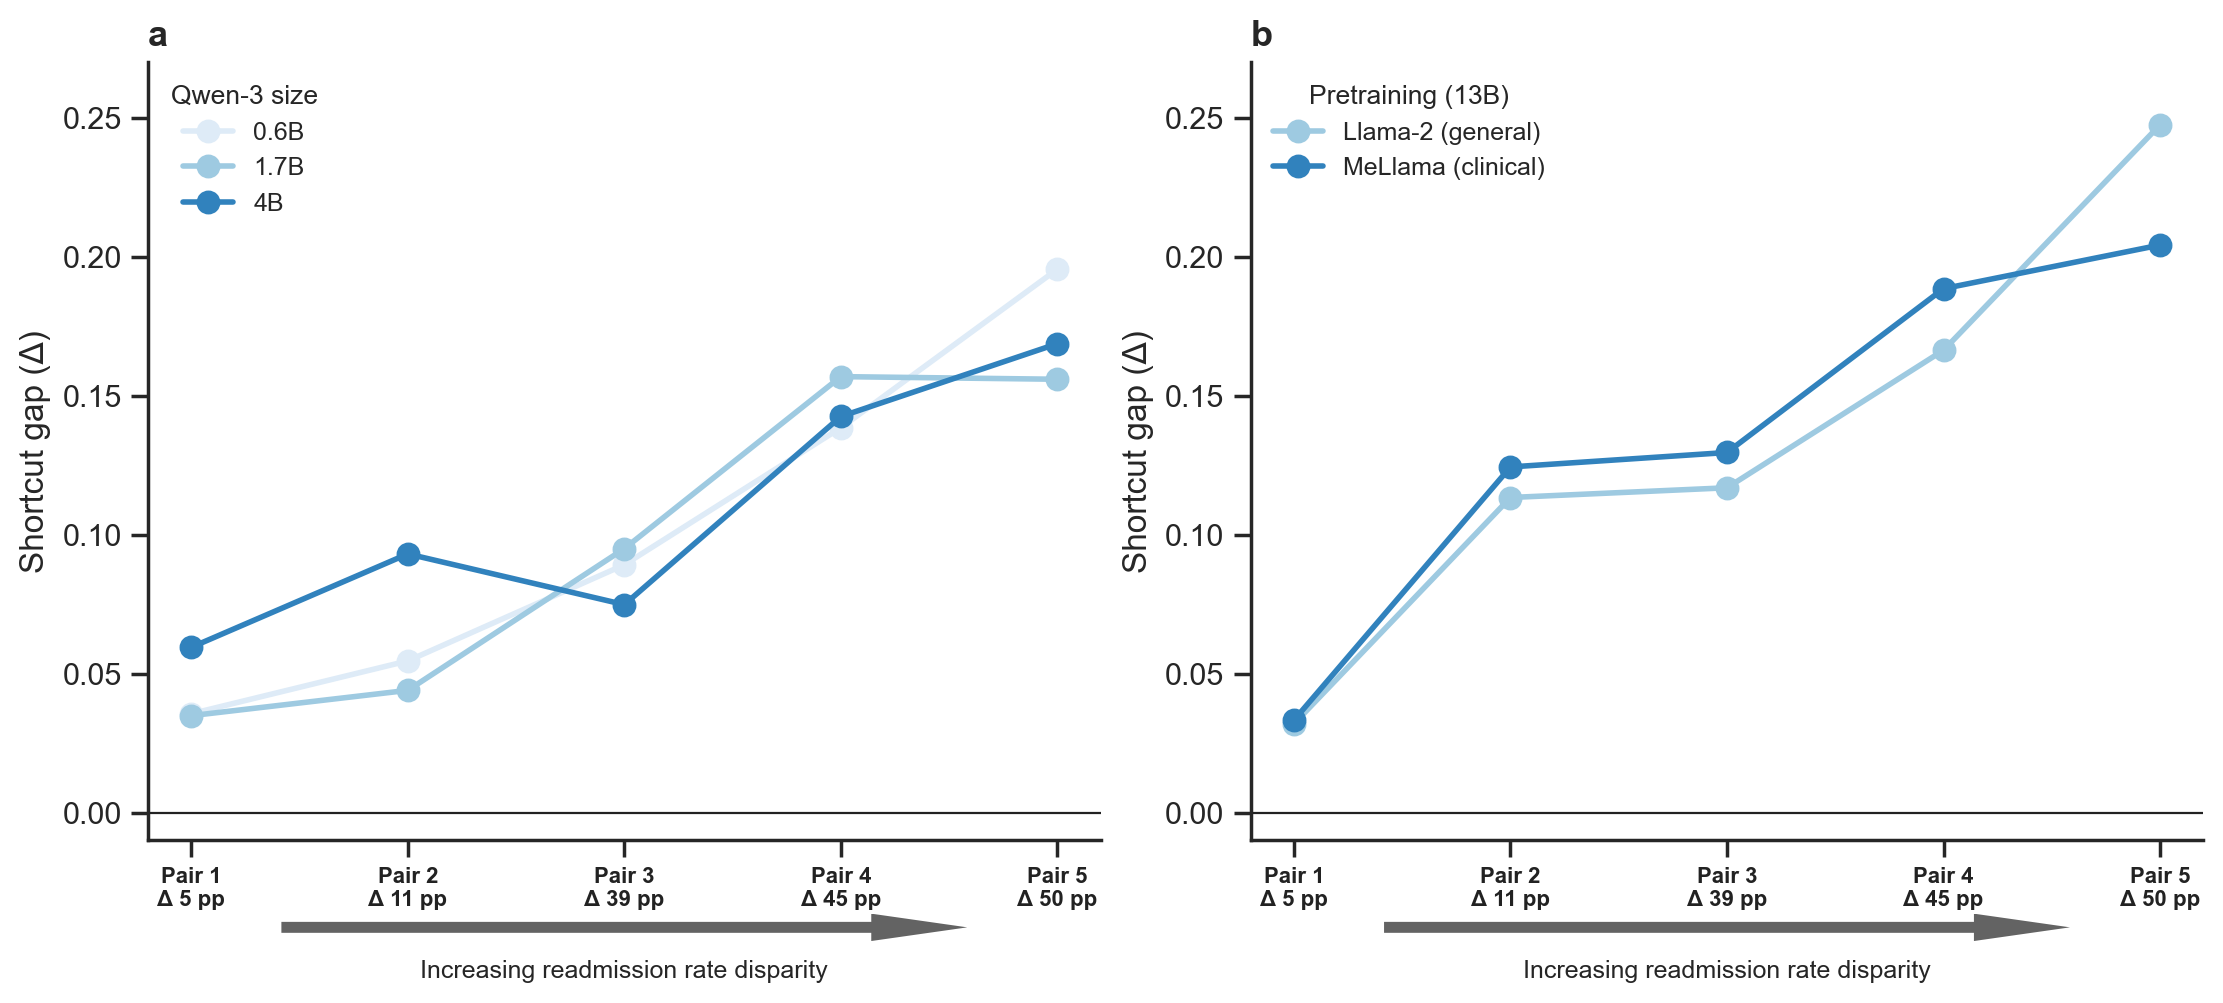 a
Qwen-3 size
0.6B
1.7B
4B
Shortcut gap (Δ)
0.25
0.20
0.15
0.10
0.05
0.00
Pair 1 Pair 2 Pair 3 Pair 4 Pair 5
Δ 5 pp Δ 11 pp Δ 39 pp Δ 45 pp Δ 50 pp
Increasing readmission rate disparity
b
Pretraining (13B)
Llama-2 (general)
MeLlama (clinical)
Shortcut gap (Δ)
0.25
0.20
0.15
0.10
0.05
0.00
Pair 1 Pair 2 Pair 3 Pair 4 Pair 5
Δ 5 pp Δ 11 pp Δ 39 pp Δ 45 pp Δ 50 pp
Increasing readmission rate disparity